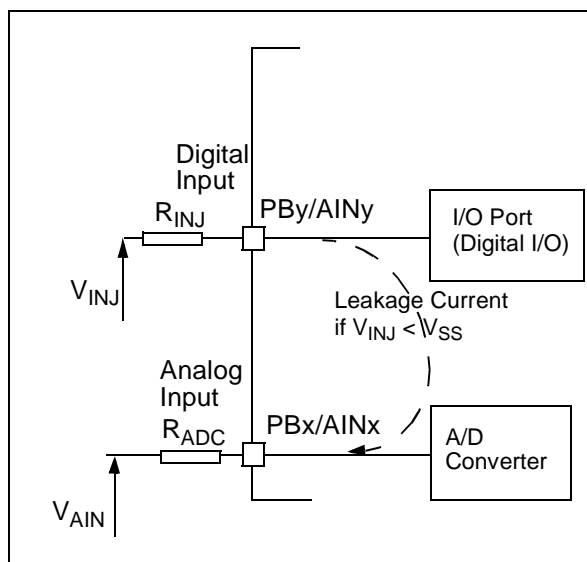 Digital
Input
R_INJ
PBy/AINy
I/O Port
(Digital I/O)
V_INJ
Leakage Current
if V_INJ < V_SS
Analog
Input
R_ADC
PBx/AINx
A/D
Converter
V_AIN